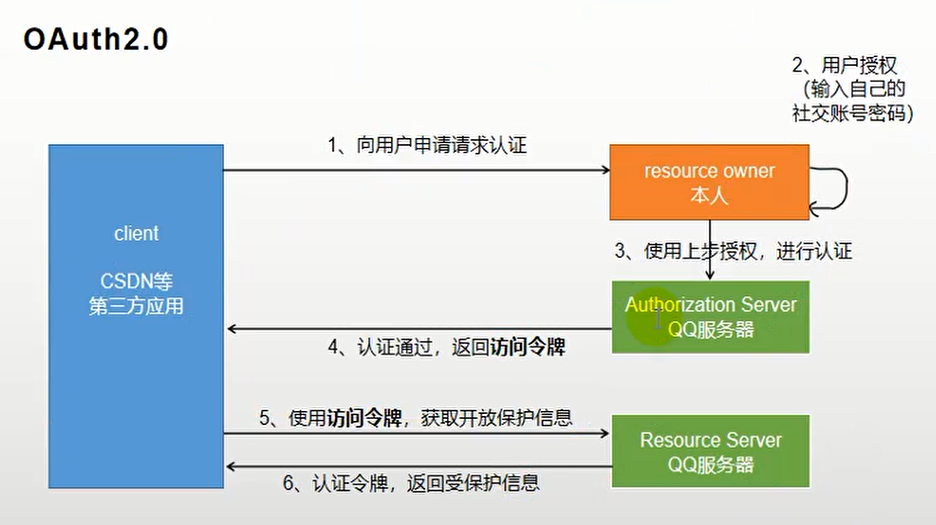 OAuth2.0
2、用户授权
（输入自己的
社交账号密码）
1、向用户申请请求认证
resource owner
本人
client
CSDN等
第三方应用
3、使用上步授权，进行认证
Authorization Server
QQ服务器
4、认证通过，返回访问令牌
5、使用访问令牌，获取开放保护信息
Resource Server
QQ服务器
6、认证令牌，返回受保护信息